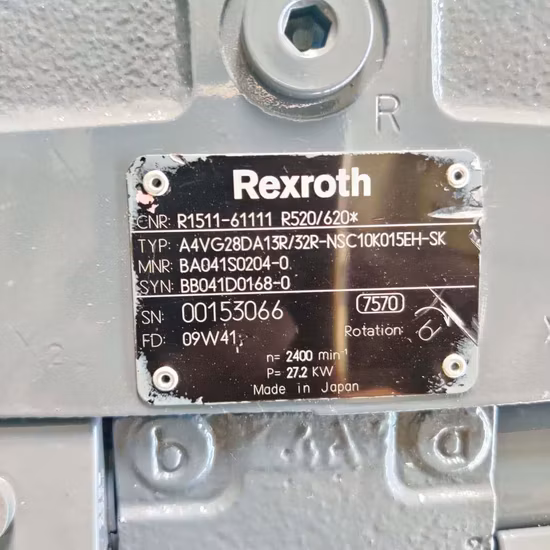 R
Rexroth
CNR: R1511-61111 R520/620*
TYP: A4VG28DA13R/32R-NSC10K015EH-SK
MNR: BA041S0204-0
SYN: BB041D0168-0
SN: 00153066 7570
FD: 09W41 Rotation:
n= 2400 min⁻¹
P= 27.2 KW
Made in Japan
b a